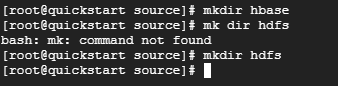 [root@quickstart source]# mkdir hbase
[root@quickstart source]# mk dir hdfs
bash: mk: command not found
[root@quickstart source]# mkdir hdfs
[root@quickstart source]#